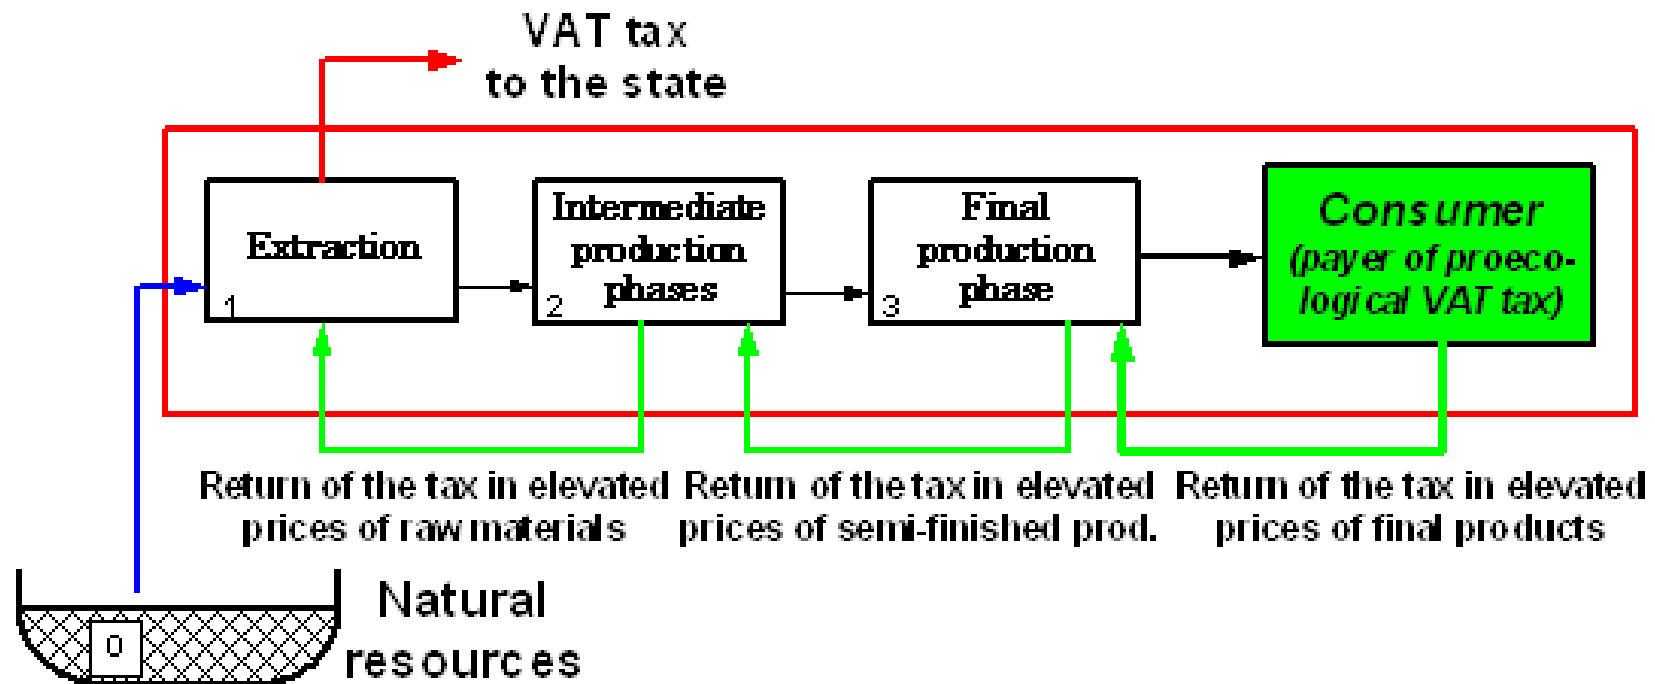 VAT tax
to the state
Extraction
1
Intermediate
production
phases
2
Final
production
phase
3
Consumer
(payer of proeco-
logical VAT tax)
Return of the tax in elevated
prices of raw materials
Return of the tax in elevated
prices of semi-finished prod.
Return of the tax in elevated
prices of final products
Natural
resources
0